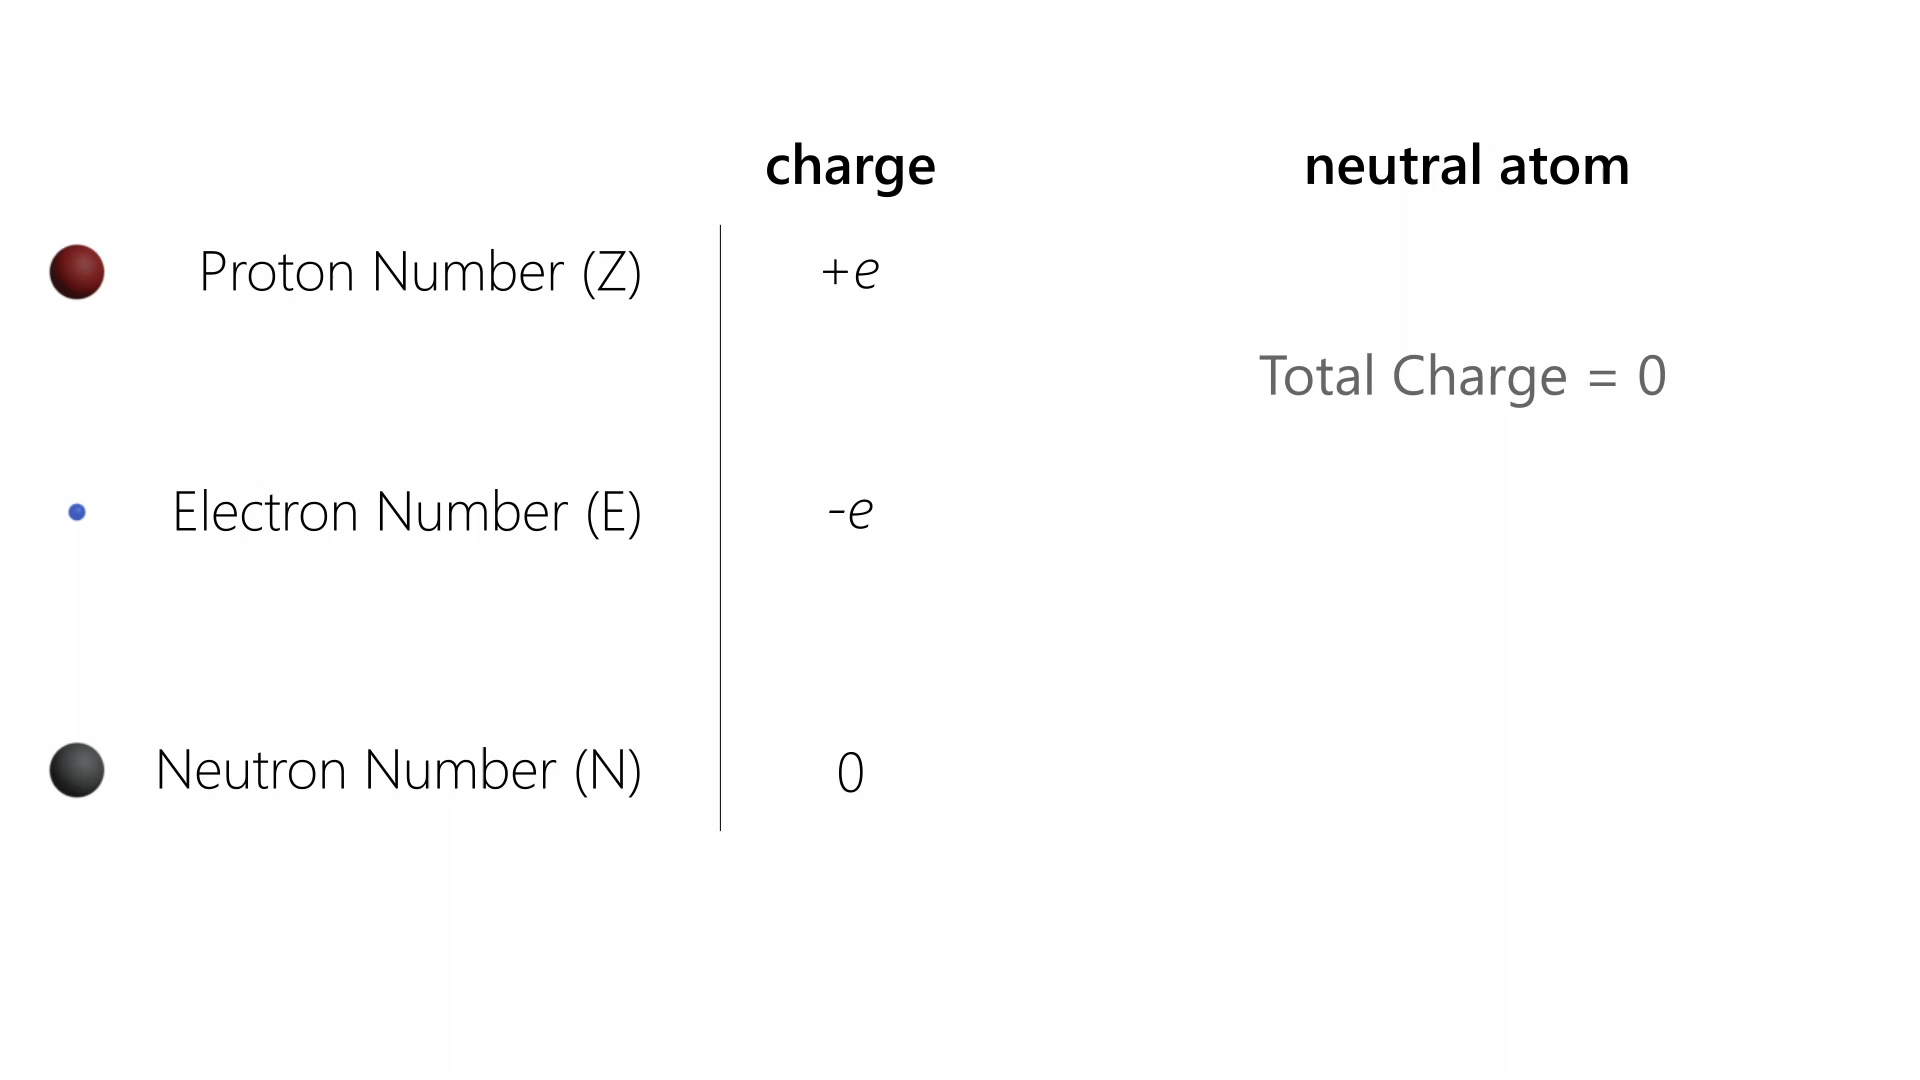 charge
neutral atom
Proton Number (Z)
+e
Total Charge = 0
Electron Number (E)
-e
Neutron Number (N)
0